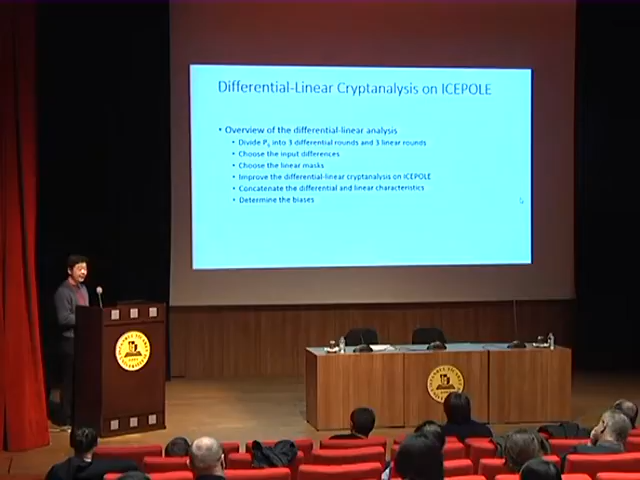 Differential-Linear Cryptanalysis on ICEPOLE
• Overview of the differential-linear analysis
• Divide P₆ into 3 differential rounds and 3 linear rounds
• Choose the input differences
• Choose the linear masks
• Improve the differential-linear cryptanalysis on ICEPOLE
• Concatenate the differential and linear characteristics
• Determine the biases